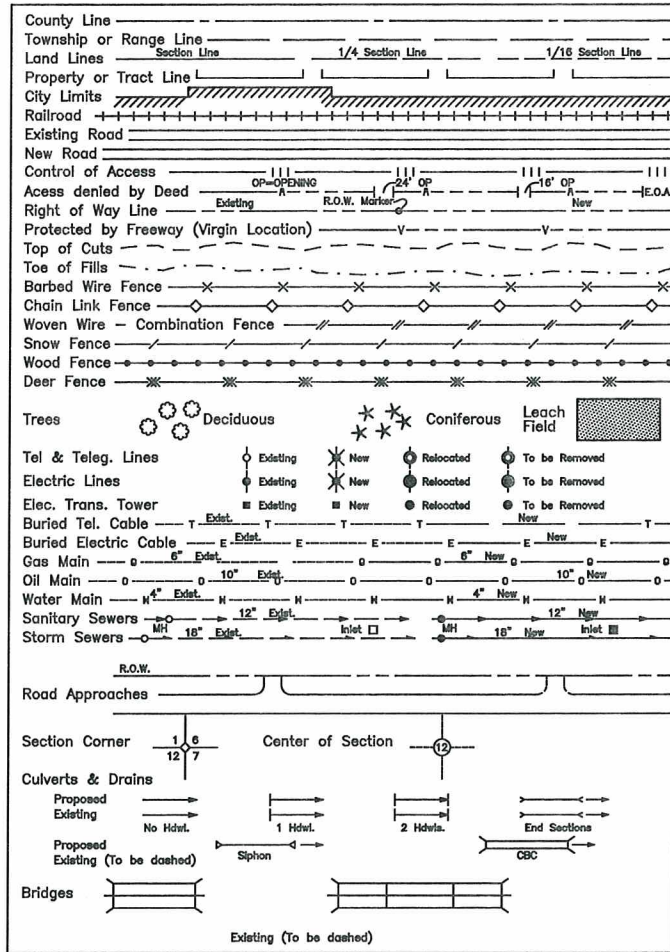 County Line
Township or Range Line
Land Lines Section Line 1/4 Section Line 1/16 Section Line
Property or Tract Line
City Limits
Railroad
Existing Road
New Road
Control of Access
OP=OPENING 24' OP 16' OP
Acess denied by Deed E.O.A.
Right of Way Line Existing R.O.W. Marker New
Protected by Freeway (Virgin Location)
Top of Cuts
Toe of Fills
Barbed Wire Fence
Chain Link Fence
Woven Wire – Combination Fence
Snow Fence
Wood Fence
Deer Fence
Trees Deciduous Coniferous Leach Field
Tel & Teleg. Lines Existing New Relocated To be Removed
Electric Lines Existing New Relocated To be Removed
Elec. Trans. Tower Existing New Relocated To be Removed
Buried Tel. Cable T Exist. T T T New T
Buried Electric Cable E Exist. E E E E New E
Gas Main G 6" Exist. G G 6" New G G
Oil Main O O 10" Exist. O O O O 10" New O
Water Main W 4" Exist. W W W W 4" New W W
Sanitary Sewers 12" Exist. 12" New
Storm Sewers MH 18" Exist. Inlet MH 18" New Inlet
R.O.W.
Road Approaches
Section Corner 1 6 12 7 Center of Section 12
Culverts & Drains
Proposed
Existing
No Hdwl. 1 Hdwl. 2 Hdwls. End Sections
Proposed
Existing (To be dashed) Siphon CBC
Bridges
Existing (To be dashed)